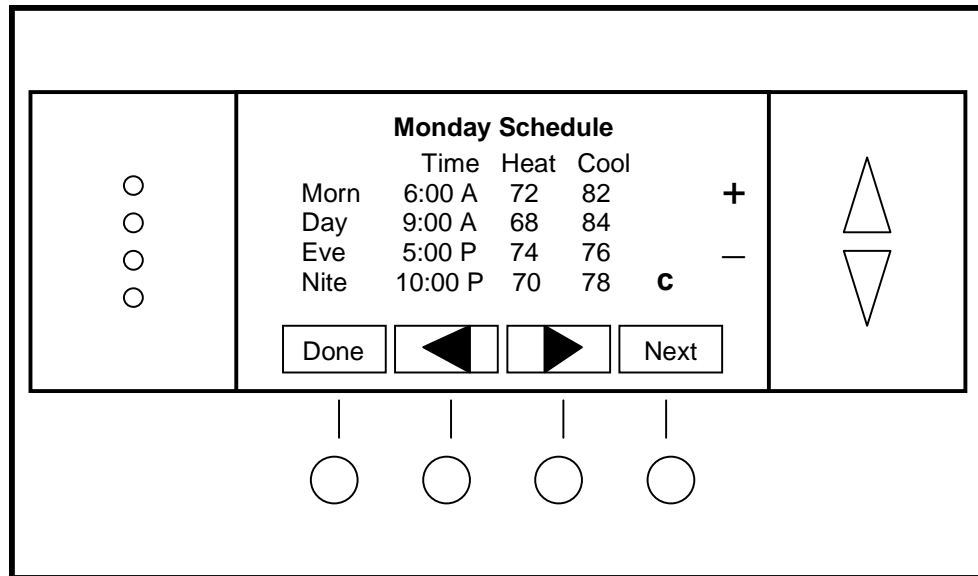 Monday Schedule
Time Heat Cool
Morn 6:00 A 72 82 +
Day 9:00 A 68 84
Eve 5:00 P 74 76 –
Nite 10:00 P 70 78 c
Done Next